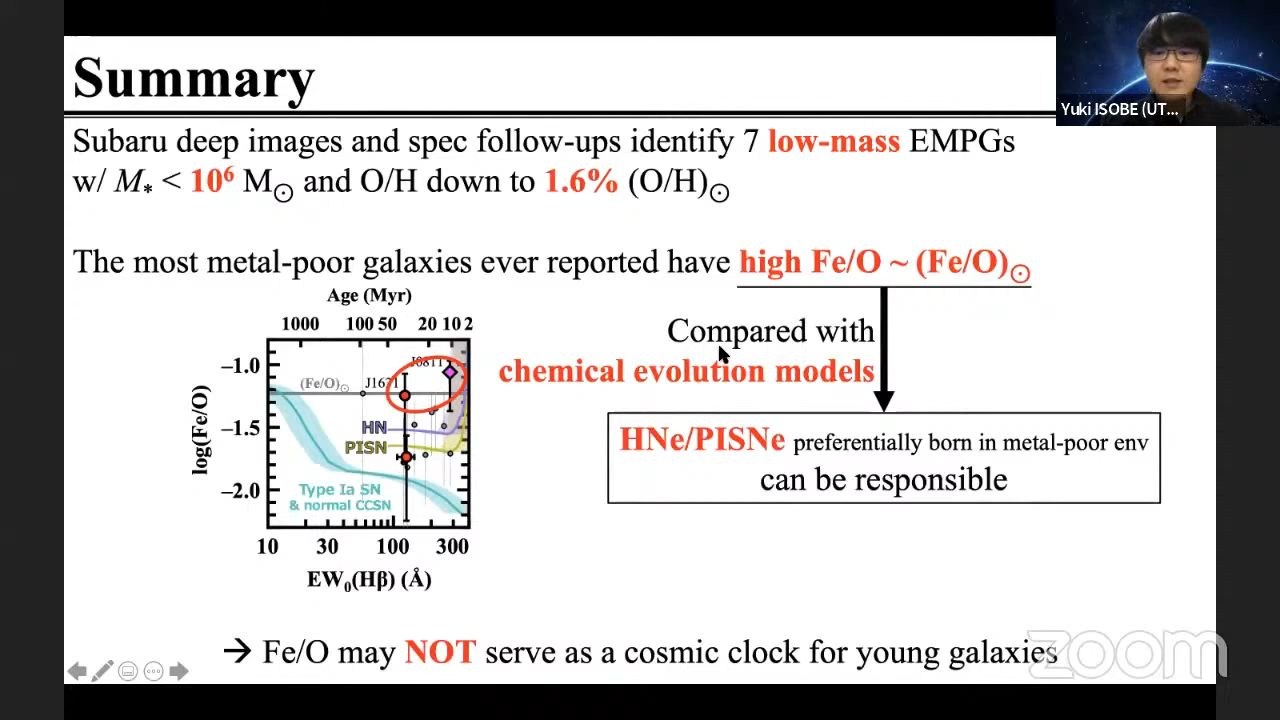 Summary
Yuki ISOBE (UT...
Subaru deep images and spec follow-ups identify 7 low-mass EMPGs
w/ M* < 10⁶ M⊙ and O/H down to 1.6% (O/H)⊙
The most metal-poor galaxies ever reported have high Fe/O ~ (Fe/O)⊙
Age (Myr)
1000 100 50 20 10 2
Compared with
chemical evolution models
HNe/PISNe preferentially born in metal-poor env
can be responsible
log(Fe/O)
−1.0
−1.5
−2.0
(Fe/O)⊙
J1631
J0811
HN
PISN
Type Ia SN
& normal CCSN
10 30 100 300
EW₀(Hβ) (Å)
→ Fe/O may NOT serve as a cosmic clock for young galaxies
zoom